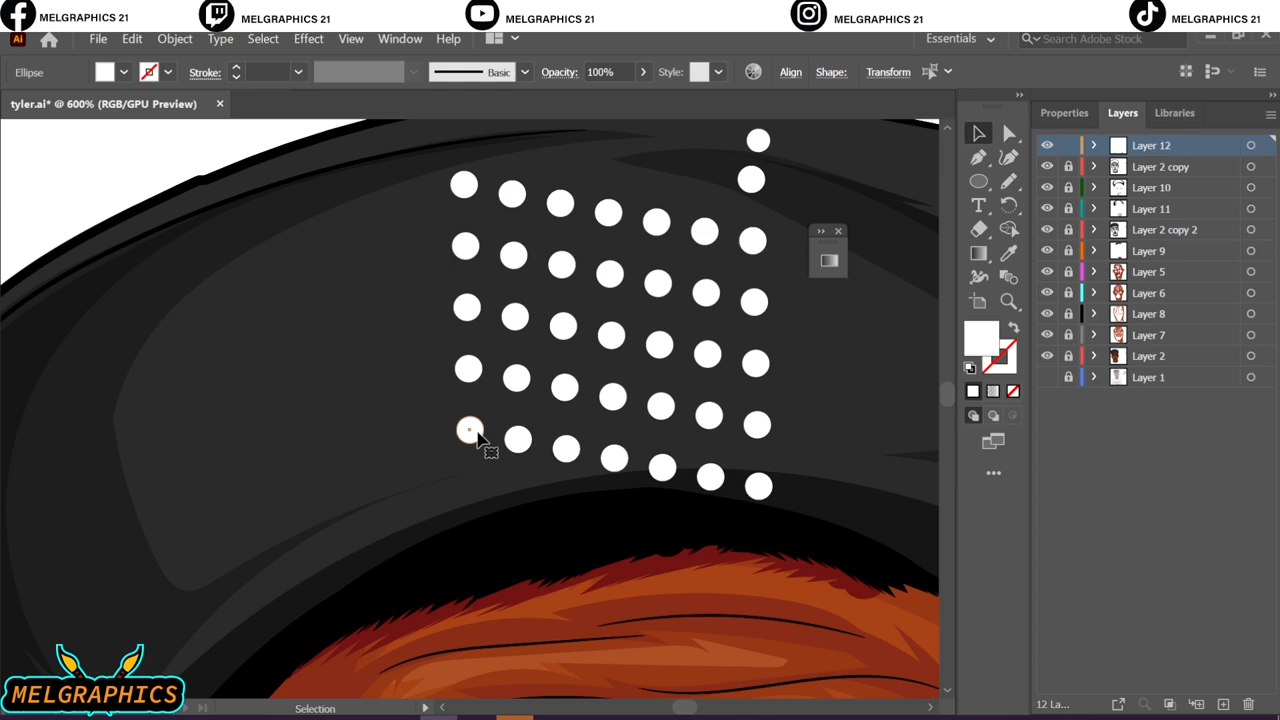 MELGRAPHICS 21 MELGRAPHICS 21 MELGRAPHICS 21 MELGRAPHICS 21 MELGRAPHICS 21
Ai File Edit Object Type Select Effect View Window Help Essentials Search Adobe Stock
Ellipse Stroke: Basic Opacity: 100% Style: Align Shape: Transform
tyler.ai* @ 600% (RGB/GPU Preview)
Properties Layers Libraries
Layer 12
Layer 2 copy
Layer 10
Layer 11
Layer 2 copy 2
Layer 9
Layer 5
Layer 6
Layer 8
Layer 7
Layer 2
Layer 1
MELGRAPHICS
Selection
12 La...